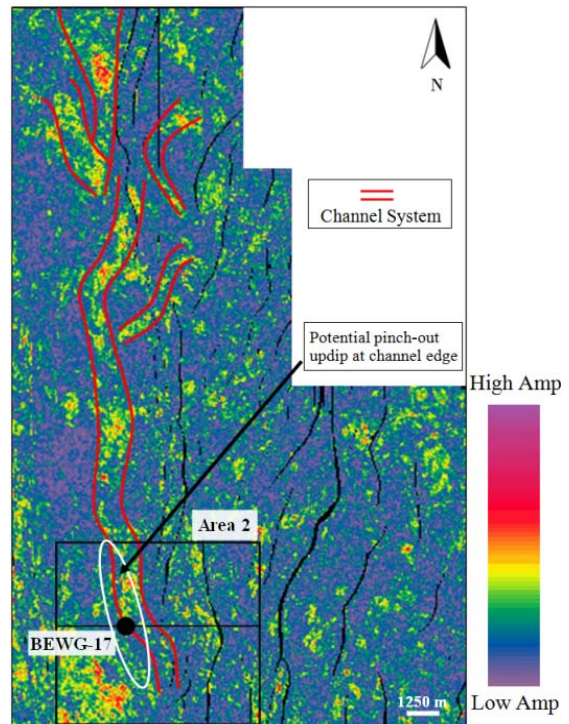 N
Channel System
Potential pinch-out
updip at channel edge
High Amp
Area 2
BEWG-17
1250 m
Low Amp